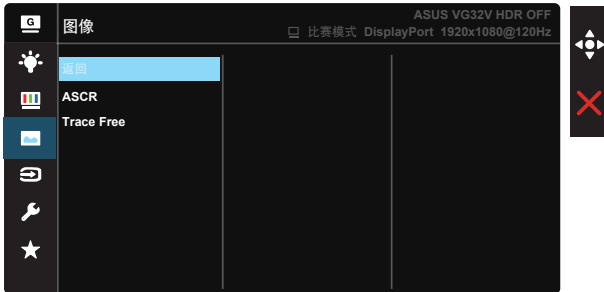 G
图像
ASUS VG32V HDR OFF
比赛模式 DisplayPort 1920x1080@120Hz
返回
ASCR
Trace Free